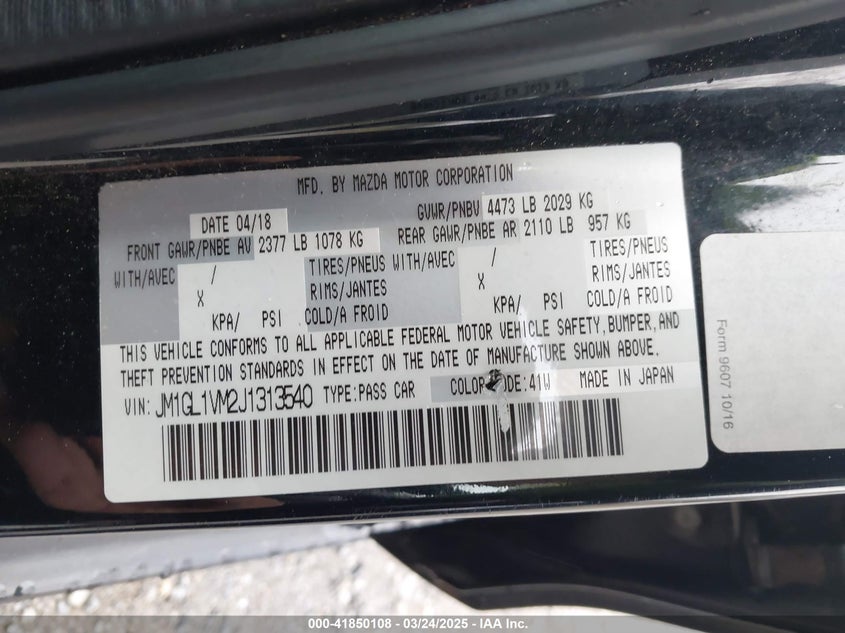 MFD. BY MAZDA MOTOR CORPORATION
DATE 04/18 GVWR/PNBV 4473 LB 2029 KG
FRONT GAWR/PNBE AV 2377 LB 1078 KG REAR GAWR/PNBE AR 2110 LB 957 KG
WITH/AVEC / TIRES/PNEUS WITH/AVEC / TIRES/PNEUS
X RIMS/JANTES X RIMS/JANTES
KPA/ PSI COLD/A FROID KPA/ PSI COLD/A FROID
THIS VEHICLE CONFORMS TO ALL APPLICABLE FEDERAL MOTOR VEHICLE SAFETY, BUMPER, AND
THEFT PREVENTION STANDARDS IN EFFECT ON THE DATE OF MANUFACTURE SHOWN ABOVE.
VIN: JM1GL1VM2J1313540 TYPE:PASS CAR COLOR CODE:41W MADE IN JAPAN
Form 9607 10/16
000-41850108 - 03/24/2025 - IAA Inc.